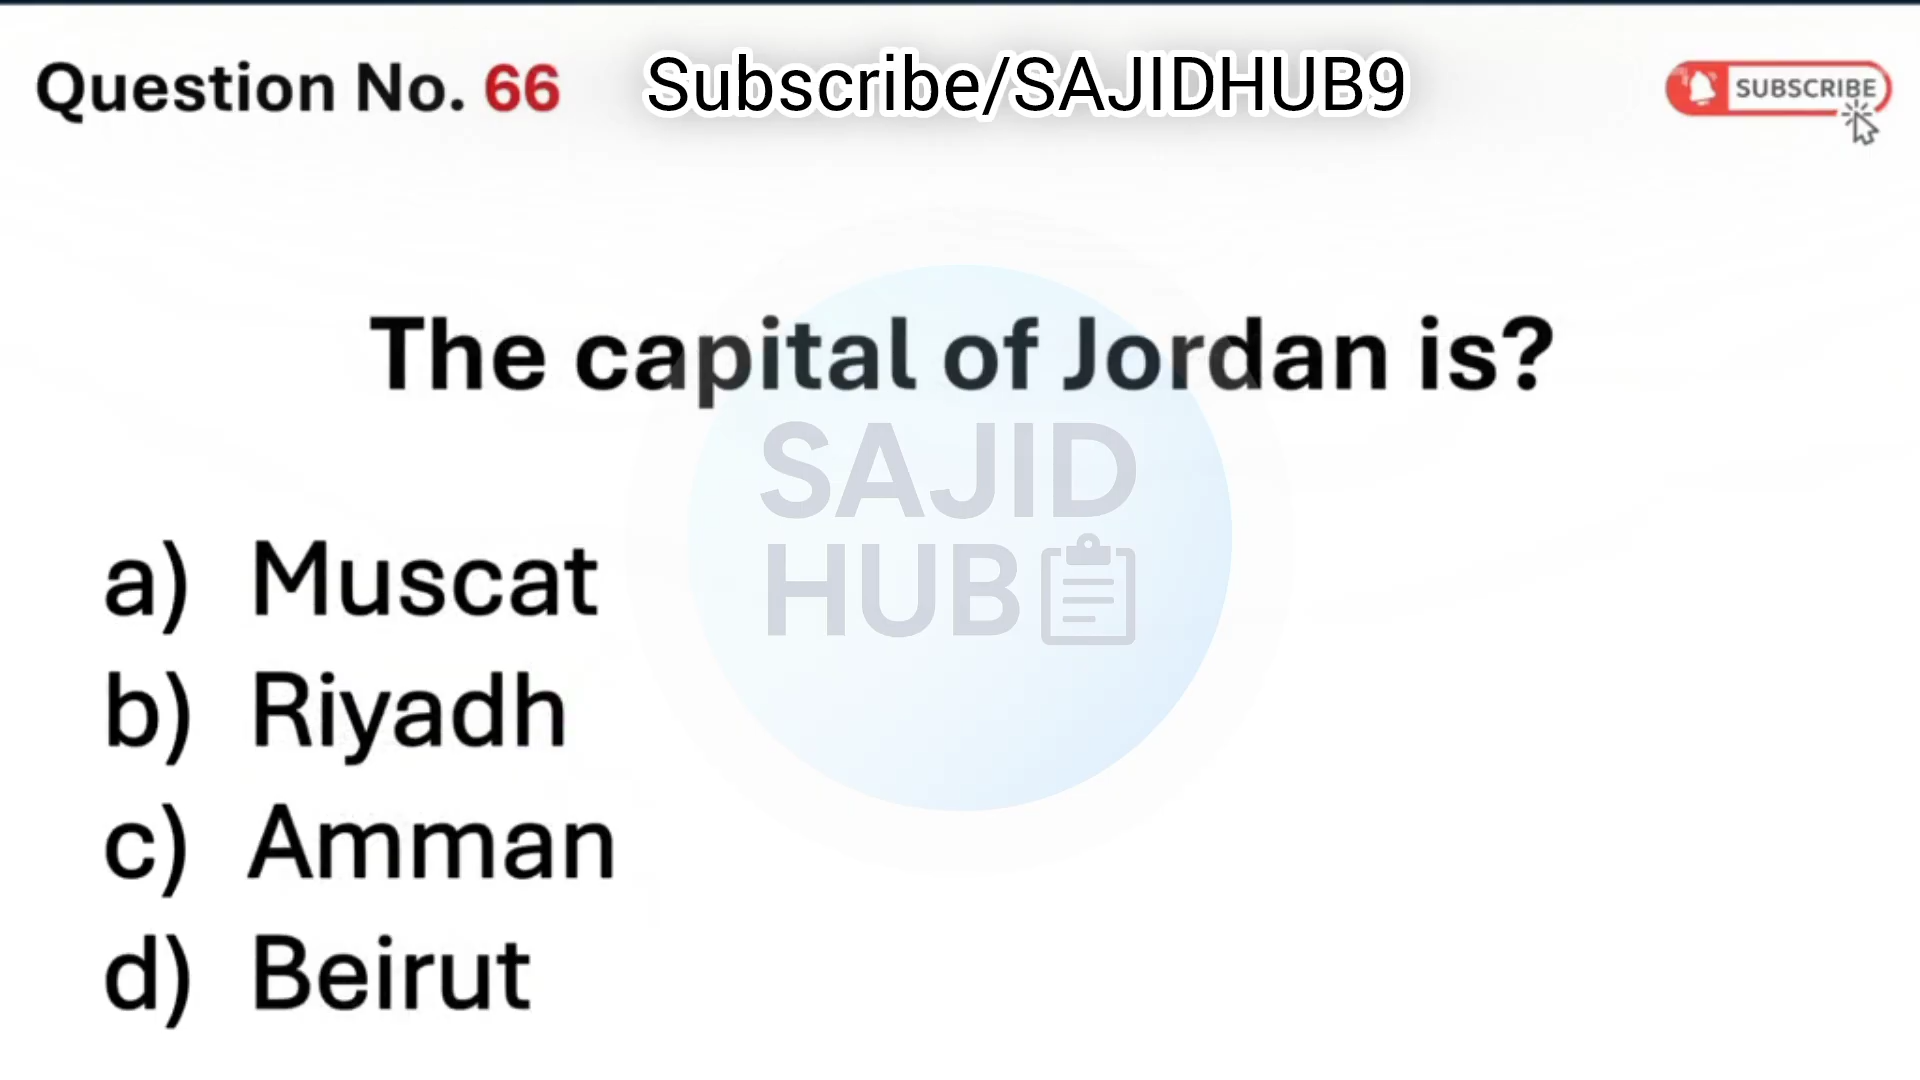 Question No. 66 Subscribe/SAJIDHUB9 SUBSCRIBE
The capital of Jordan is?
SAJID
HUB
a) Muscat
b) Riyadh
c) Amman
d) Beirut